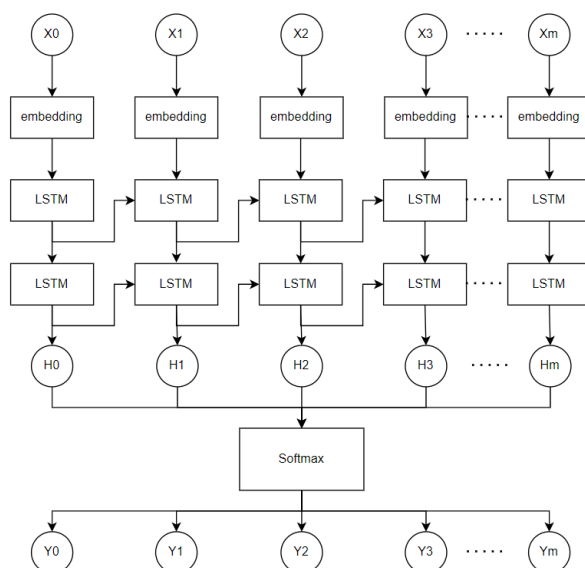 X0 X1 X2 X3 ..... Xm
embedding embedding embedding embedding ..... embedding
LSTM LSTM LSTM LSTM ..... LSTM
LSTM LSTM LSTM LSTM ..... LSTM
H0 H1 H2 H3 ..... Hm
Softmax
Y0 Y1 Y2 Y3 ..... Ym